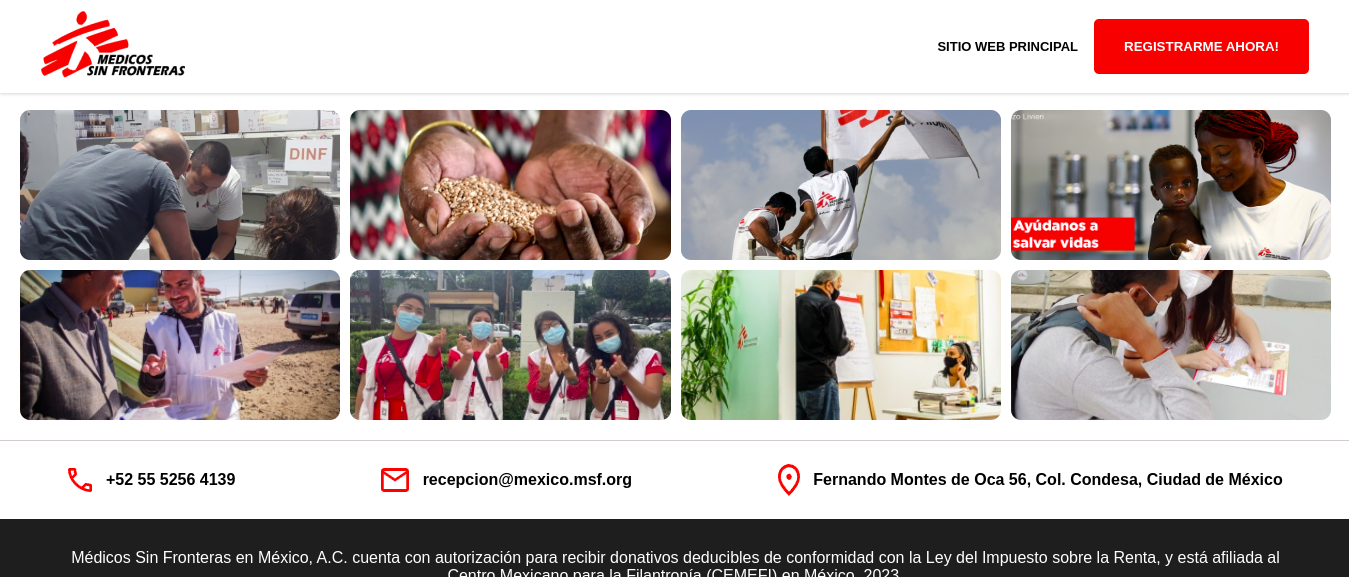 MEDICOS
SIN FRONTERAS
SITIO WEB PRINCIPAL
REGISTRARME AHORA!
DINF
Ayúdanos a
salvar vidas
+52 55 5256 4139
recepcion@mexico.msf.org
Fernando Montes de Oca 56, Col. Condesa, Ciudad de México
Médicos Sin Fronteras en México, A.C. cuenta con autorización para recibir donativos deducibles de conformidad con la Ley del Impuesto sobre la Renta, y está afiliada al
Centro Mexicano para la Filantropía (CEMEFI) en México, 2023